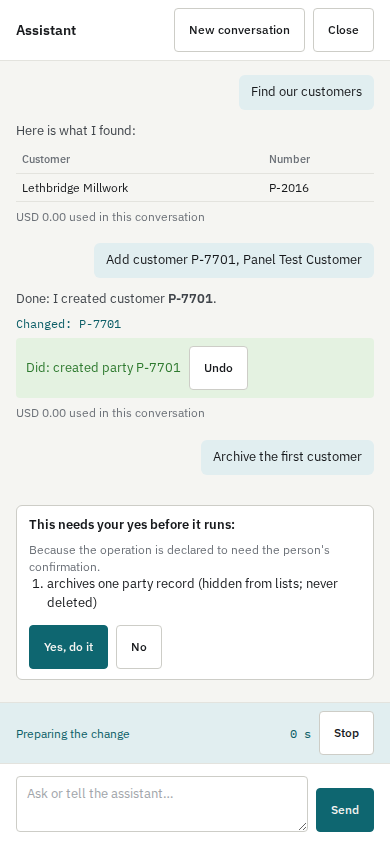 Assistant
New conversation
Close
Find our customers
Here is what I found:
Customer Number
Lethbridge Millwork P-2016
USD 0.00 used in this conversation
Add customer P-7701, Panel Test Customer
Done: I created customer P-7701.
Changed: P-7701
Did: created party P-7701
Undo
USD 0.00 used in this conversation
Archive the first customer
This needs your yes before it runs:
Because the operation is declared to need the person's
confirmation.
1. archives one party record (hidden from lists; never
deleted)
Yes, do it
No
Preparing the change
0 s
Stop
Ask or tell the assistant…
Send